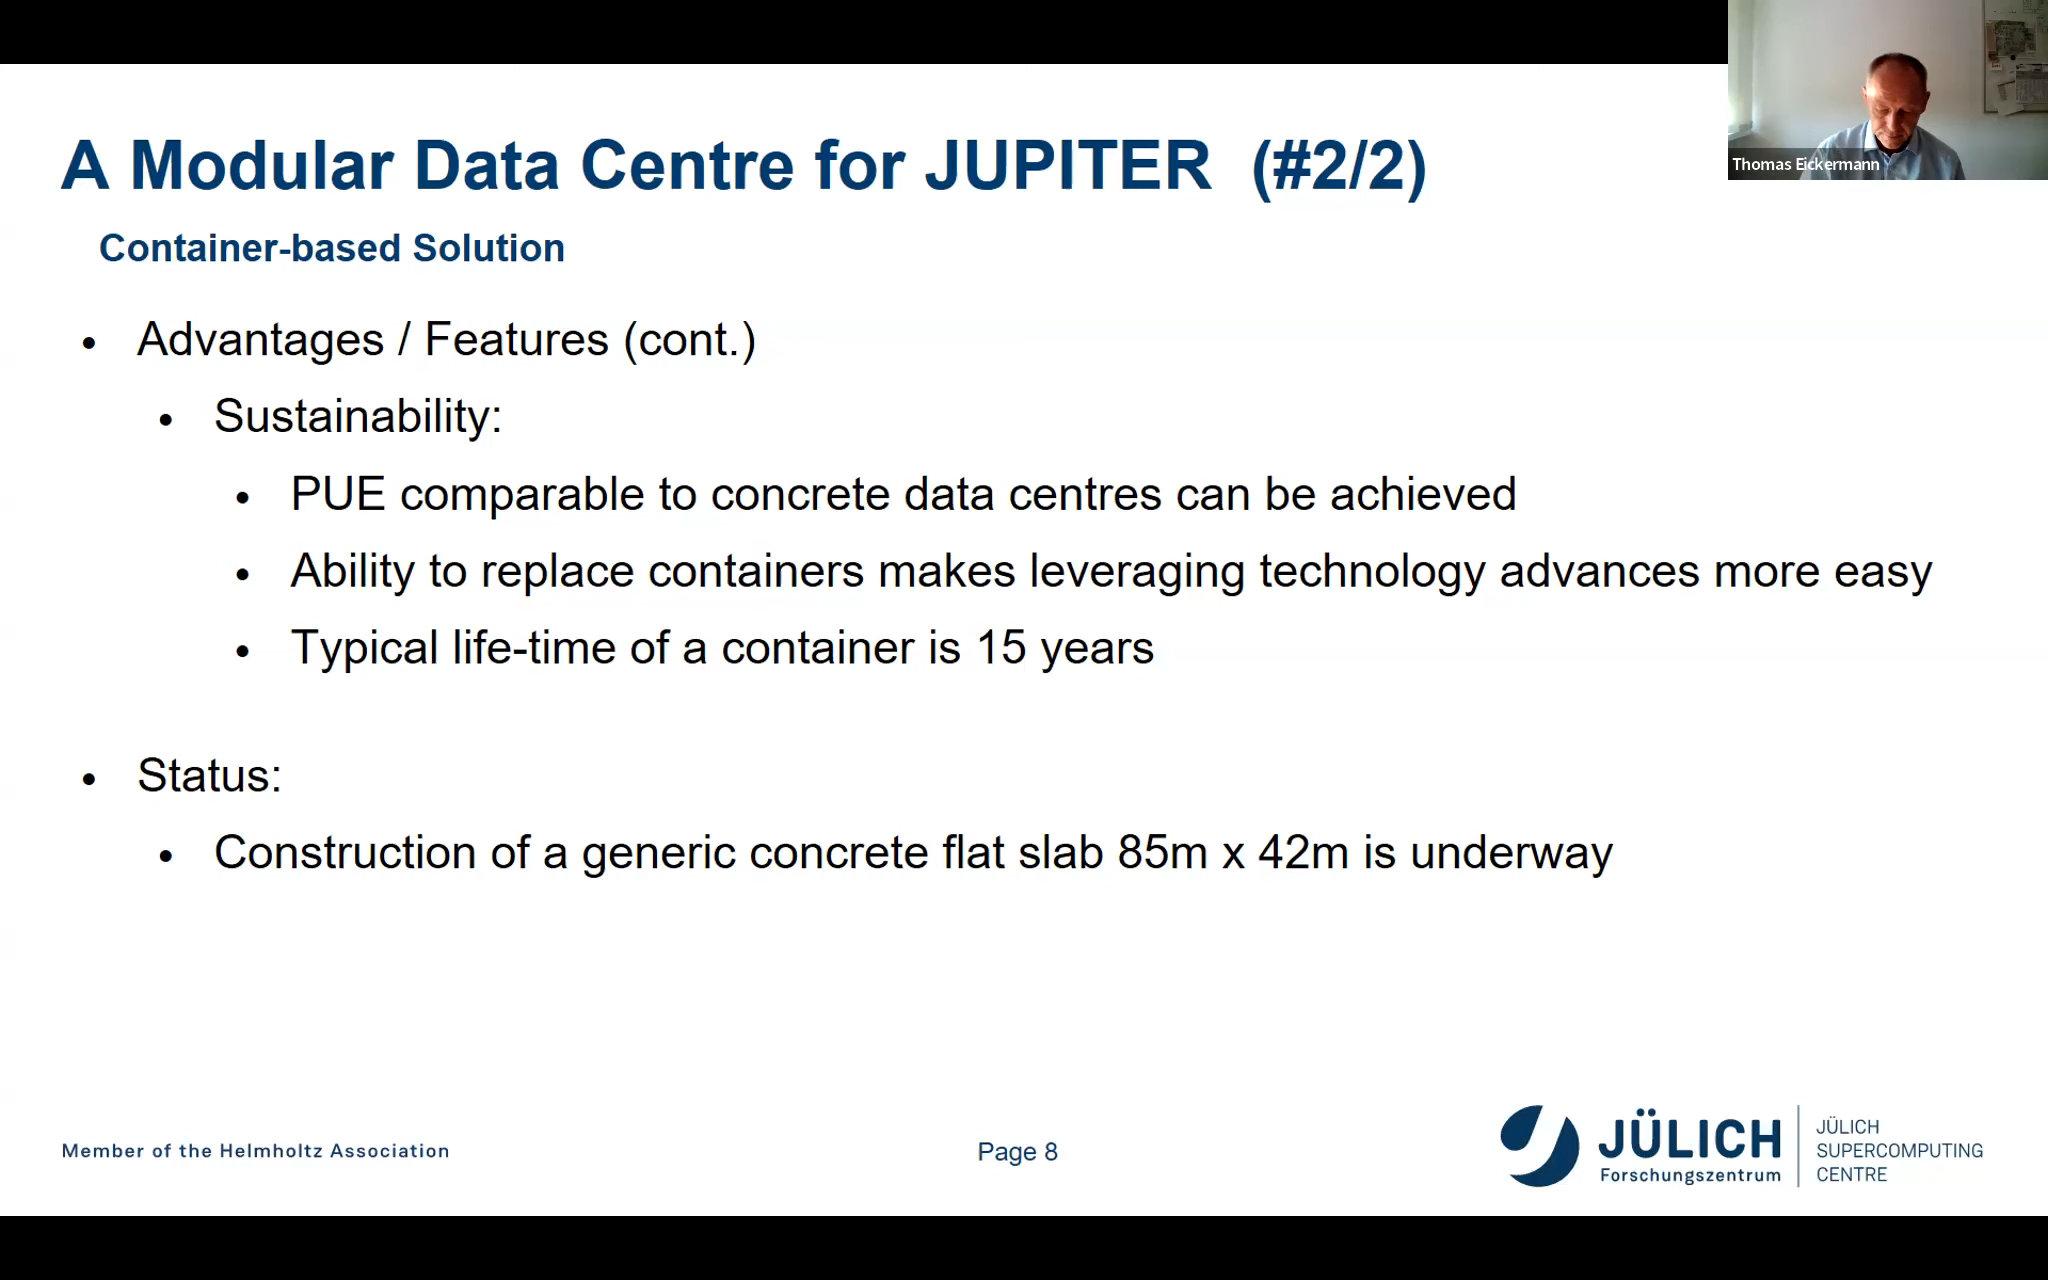 A Modular Data Centre for JUPITER (#2/2)
Thomas Eickermann
Container-based Solution
• Advantages / Features (cont.)
• Sustainability:
• PUE comparable to concrete data centres can be achieved
• Ability to replace containers makes leveraging technology advances more easy
• Typical life-time of a container is 15 years
• Status:
• Construction of a generic concrete flat slab 85m x 42m is underway
Member of the Helmholtz Association
Page 8
JÜLICH
Forschungszentrum
JÜLICH
SUPERCOMPUTING
CENTRE